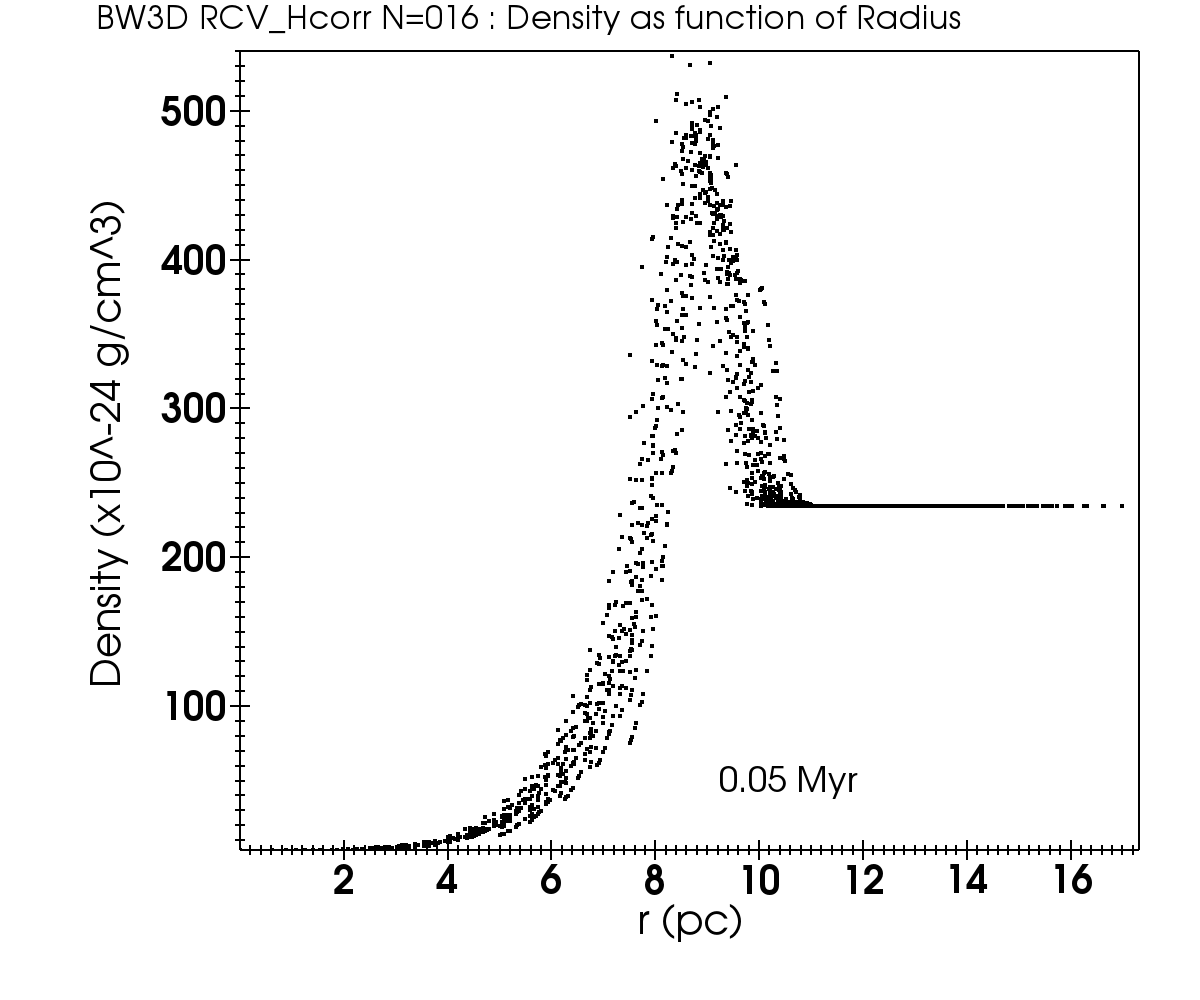 BW3D RCV_Hcorr N=016 : Density as function of Radius
500
400
300
200
100
Density (x10^-24 g/cm^3)
0.05 Myr
2 4 6 8 10 12 14 16
r (pc)